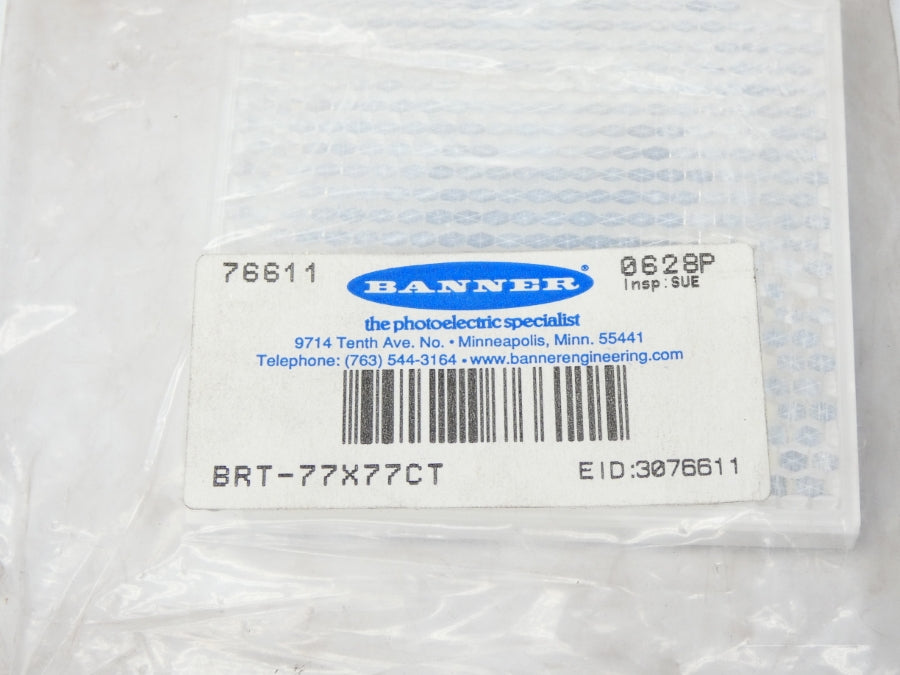 76611
BANNER®
0628P
Insp:SUE
the photoelectric specialist
9714 Tenth Ave. No. • Minneapolis, Minn. 55441
Telephone: (763) 544-3164 • www.bannerengineering.com
BRT-77X77CT
EID:3076611